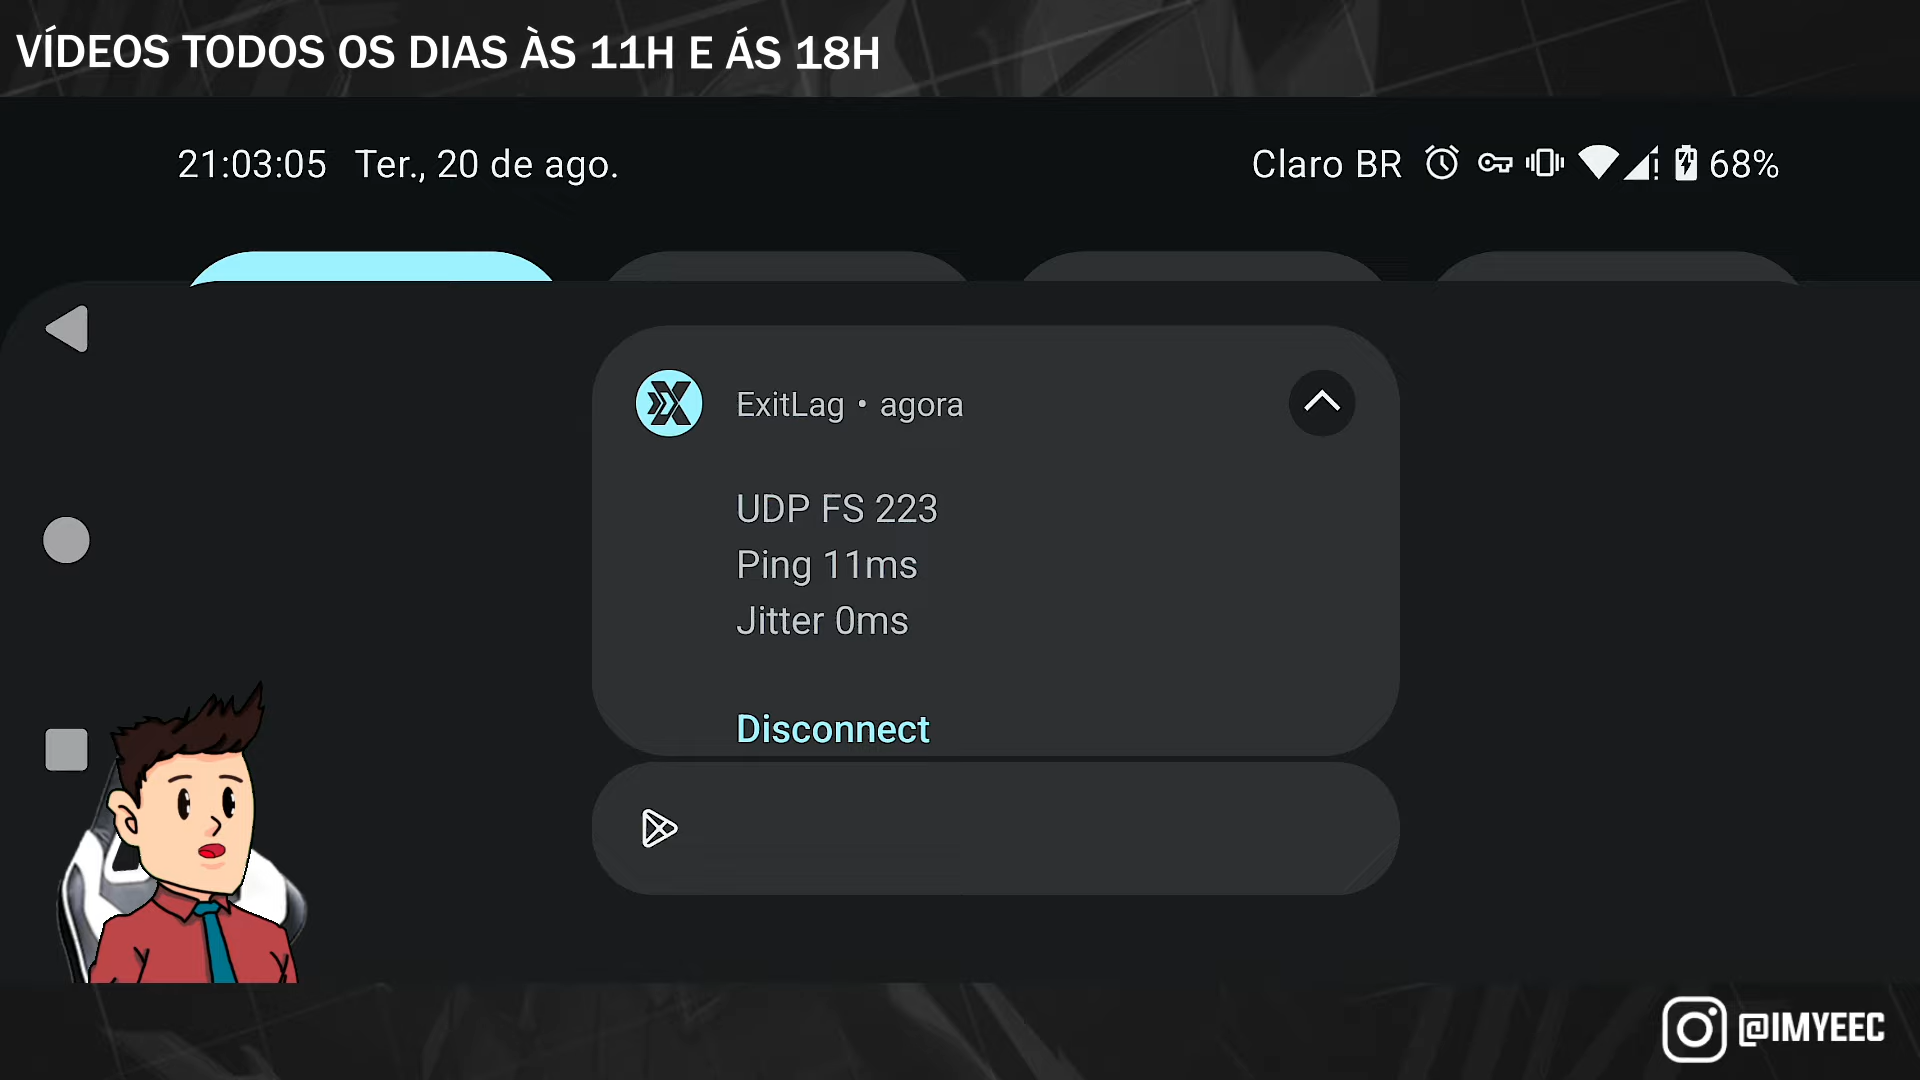 VÍDEOS TODOS OS DIAS ÀS 11H E ÁS 18H
21:03:05 Ter., 20 de ago.
Claro BR 68%
ExitLag • agora
UDP FS 223
Ping 11ms
Jitter 0ms
Disconnect
@IMYEEC